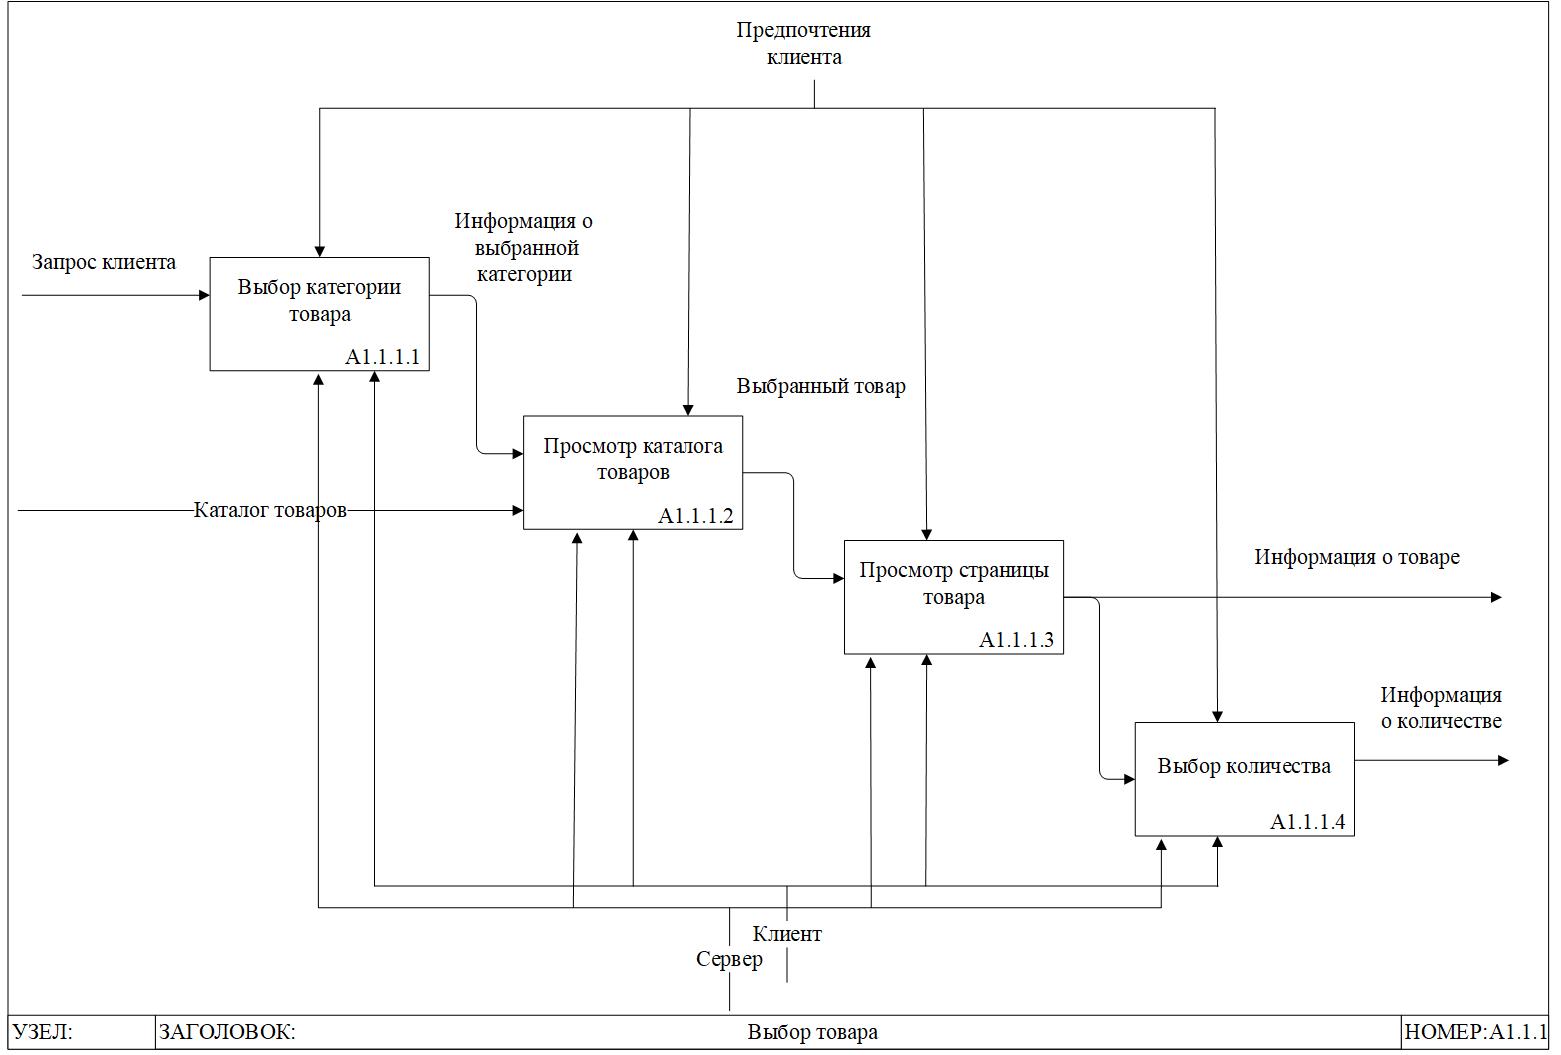 Предпочтения
клиента
Информация о
выбранной
категории
Запрос клиента
Выбор категории
товара
A1.1.1.1
Выбранный товар
Просмотр каталога
товаров
A1.1.1.2
Каталог товаров
Просмотр страницы
товара
A1.1.1.3
Информация о товаре
Информация
о количестве
Выбор количества
A1.1.1.4
Клиент
Сервер
УЗЕЛ:
ЗАГОЛОВОК:
Выбор товара
НОМЕР:A1.1.1